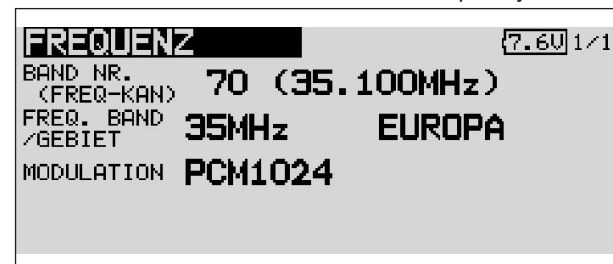 FREQUENZ 7.6V 1/1
BAND NR.
(FREQ-KAN) 70 (35.100MHz)
FREQ. BAND
/GEBIET 35MHz EUROPA
MODULATION PCM1024